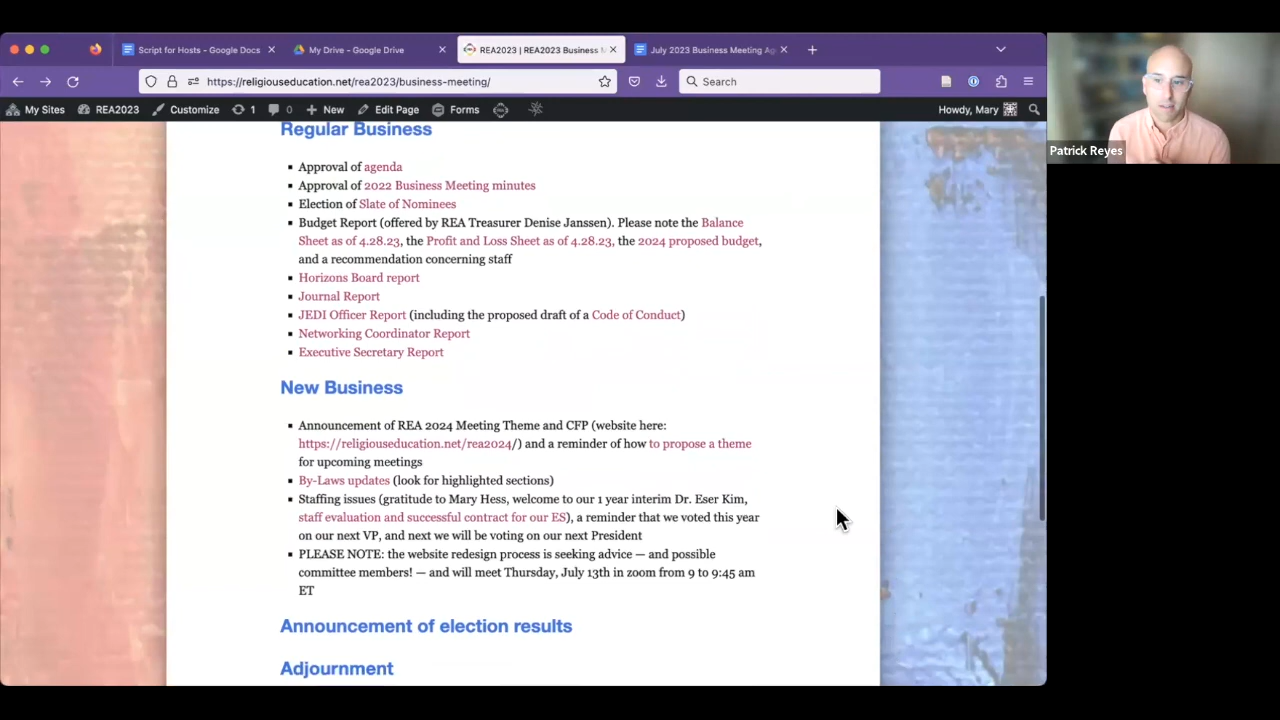 Script for Hosts - Google Docs
My Drive - Google Drive
REA2023 | REA2023 Business M
July 2023 Business Meeting Ag
https://religiouseducation.net/rea2023/business-meeting/
Search
My Sites
REA2023
Customize
1
0
New
Edit Page
Forms
Howdy, Mary
Patrick Reyes
Regular Business
Approval of agenda
Approval of 2022 Business Meeting minutes
Election of Slate of Nominees
Budget Report (offered by REA Treasurer Denise Janssen). Please note the Balance
Sheet as of 4.28.23, the Profit and Loss Sheet as of 4.28.23, the 2024 proposed budget,
and a recommendation concerning staff
Horizons Board report
Journal Report
JEDI Officer Report (including the proposed draft of a Code of Conduct)
Networking Coordinator Report
Executive Secretary Report
New Business
Announcement of REA 2024 Meeting Theme and CFP (website here:
https://religiouseducation.net/rea2024/) and a reminder of how to propose a theme
for upcoming meetings
By-Laws updates (look for highlighted sections)
Staffing issues (gratitude to Mary Hess, welcome to our 1 year interim Dr. Eser Kim,
staff evaluation and successful contract for our ES), a reminder that we voted this year
on our next VP, and next we will be voting on our next President
PLEASE NOTE: the website redesign process is seeking advice — and possible
committee members! — and will meet Thursday, July 13th in zoom from 9 to 9:45 am
ET
Announcement of election results
Adjournment